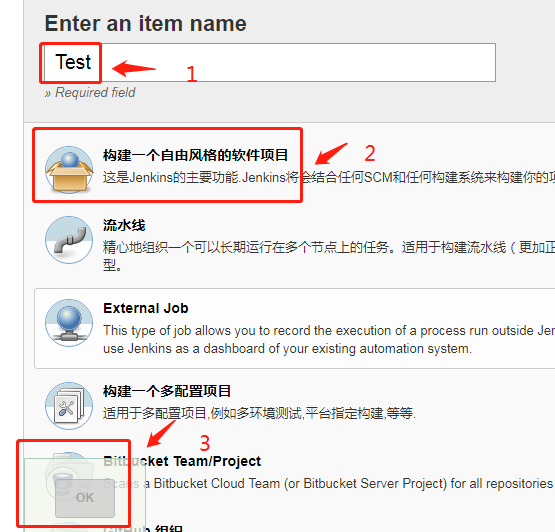 Enter an item name
Test
1
» Required field
构建一个自由风格的软件项目
2
这是Jenkins的主要功能.Jenkins将会结合任何SCM和任何构建系统来构建你的项
流水线
精心地组织一个可以长期运行在多个节点上的任务。适用于构建流水线（更加正
型。
External Job
This type of job allows you to record the execution of a process run outside Jen
use Jenkins as a dashboard of your existing automation system.
构建一个多配置项目
适用于多配置项目,例如多环境测试,平台指定构建,等等.
3
Bitbucket Team/Project
Scans a Bitbucket Cloud Team (or Bitbucket Server Project) for all repositories
OK
GitHub 组织